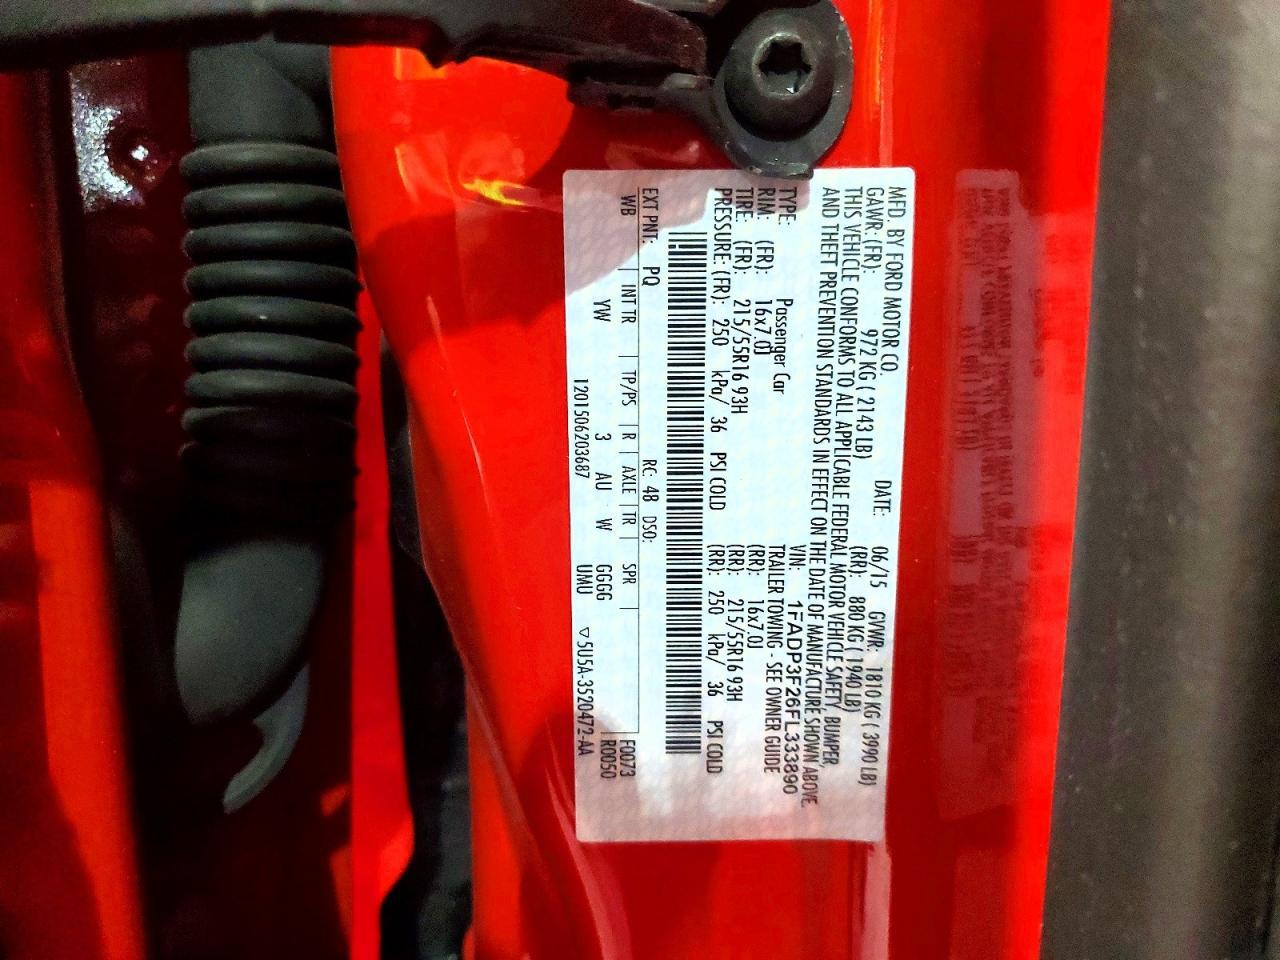 MFD. BY FORD MOTOR CO. DATE: 06/15 GVWR: 1810 KG ( 3990 LB)
GAWR: (FR): 972 KG ( 2143 LB) (RR): 880 KG ( 1940 LB)
THIS VEHICLE CONFORMS TO ALL APPLICABLE FEDERAL MOTOR VEHICLE SAFETY, BUMPER,
AND THEFT PREVENTION STANDARDS IN EFFECT ON THE DATE OF MANUFACTURE SHOWN ABOVE.
VIN: 1FADP3F26FL333890
TYPE: Passenger Car TRAILER TOWING - SEE OWNER GUIDE
RIM: (FR): 16x7.0J (RR): 16x7.0J
TIRE: (FR): 215/55R16 93H (RR): 215/55R16 93H
PRESSURE: (FR): 250 kPa/ 36 PSI COLD (RR): 250 kPa/ 36 PSI COLD
EXT PNT: PQ RC: 48 DSO: F0073
WB INT TR TP/PS R AXLE TR SPR R0050
YW 3 AU W GGGG
1201506203687 UMU ▽5U5A-3520472-AA